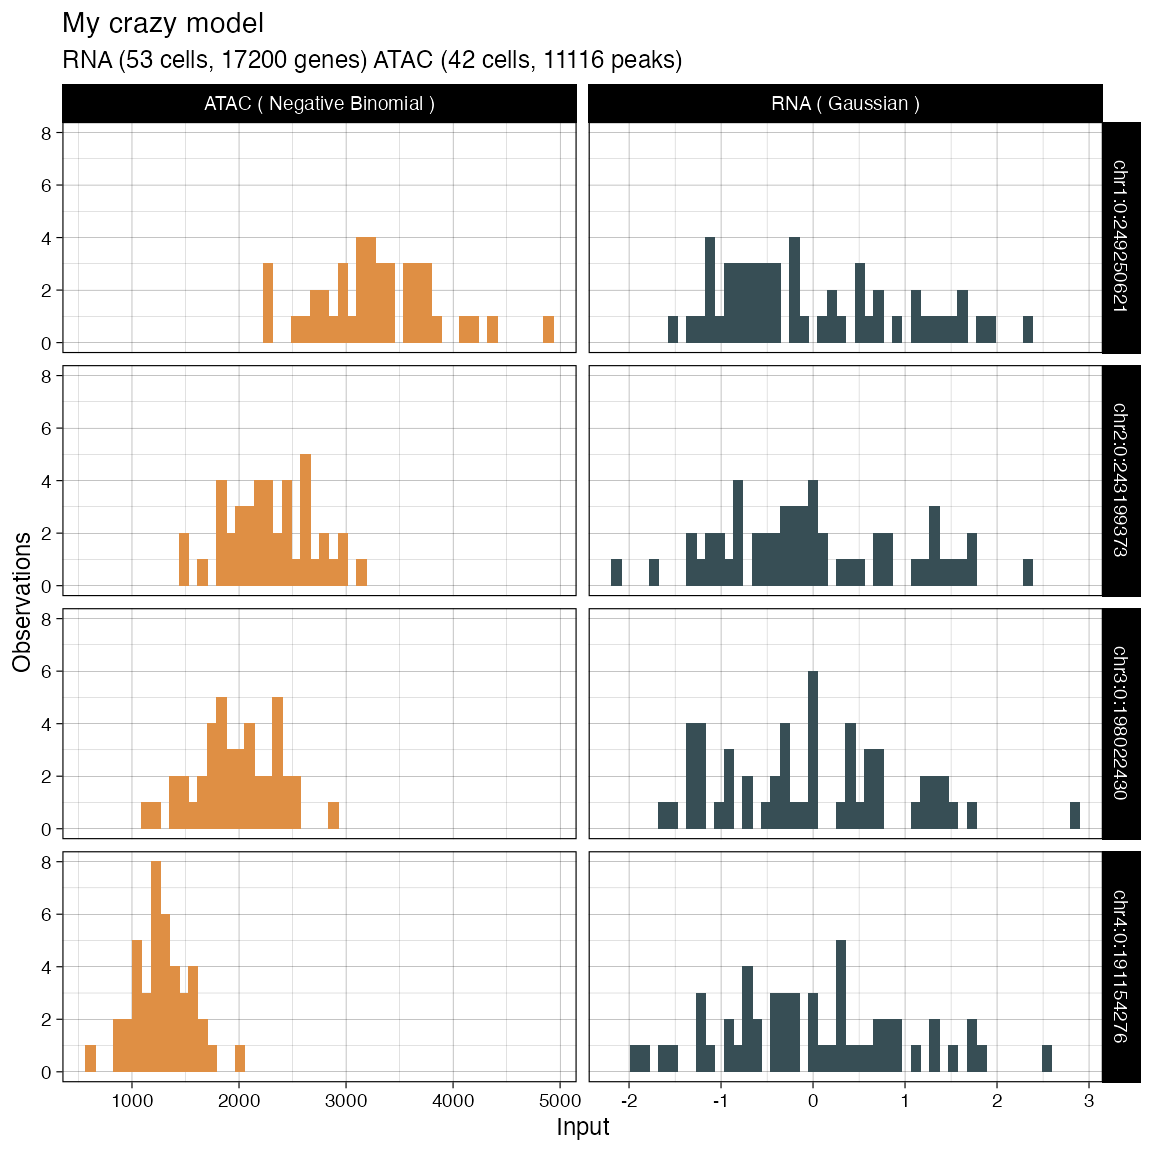 My crazy model
RNA (53 cells, 17200 genes) ATAC (42 cells, 11116 peaks)
ATAC ( Negative Binomial )
RNA ( Gaussian )
8
6
4
2
0
chr1:0:249250621
8
6
4
2
0
chr2:0:243199373
8
6
4
2
0
chr3:0:198022430
8
6
4
2
0
chr4:0:191154276
Observations
1000 2000 3000 4000 5000
-2 -1 0 1 2 3
Input